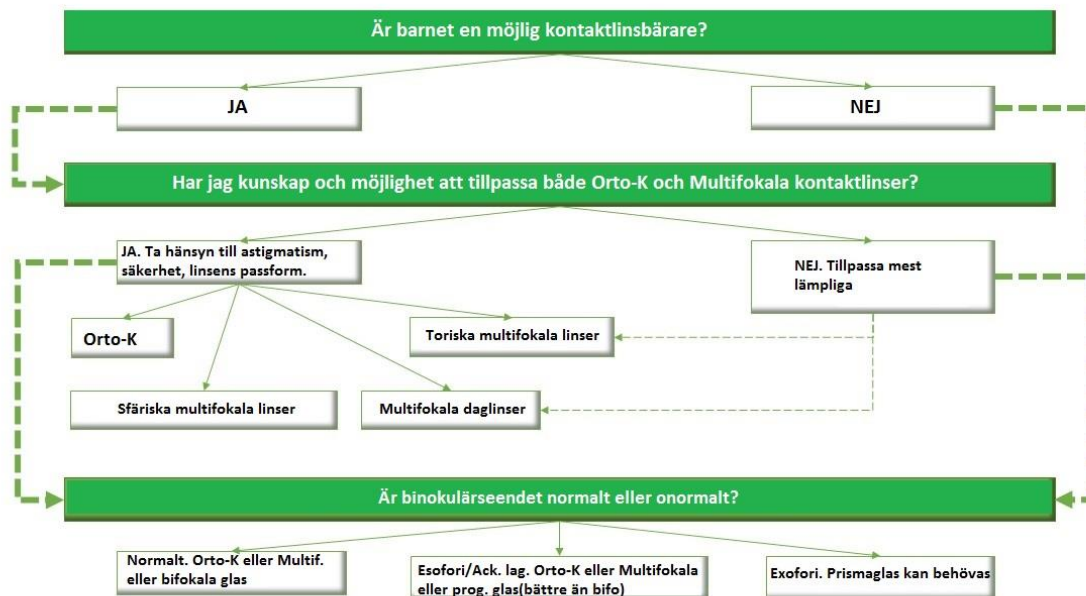 Är barnet en möjlig kontaktlinsbärare?
JA
NEJ
Har jag kunskap och möjlighet att tillpassa både Orto-K och Multifokala kontaktlinser?
JA. Ta hänsyn till astigmatism,
säkerhet, linsens passform.
NEJ. Tillpassa mest
lämpliga
Orto-K
Toriska multifokala linser
Sfäriska multifokala linser
Multifokala daglinser
Är binokulärseendet normalt eller onormalt?
Normalt. Orto-K eller Multif.
eller bifokala glas
Esofori/Ack. lag. Orto-K eller Multifokala
eller prog. glas(bättre än bifo)
Exofori. Prismaglas kan behövas